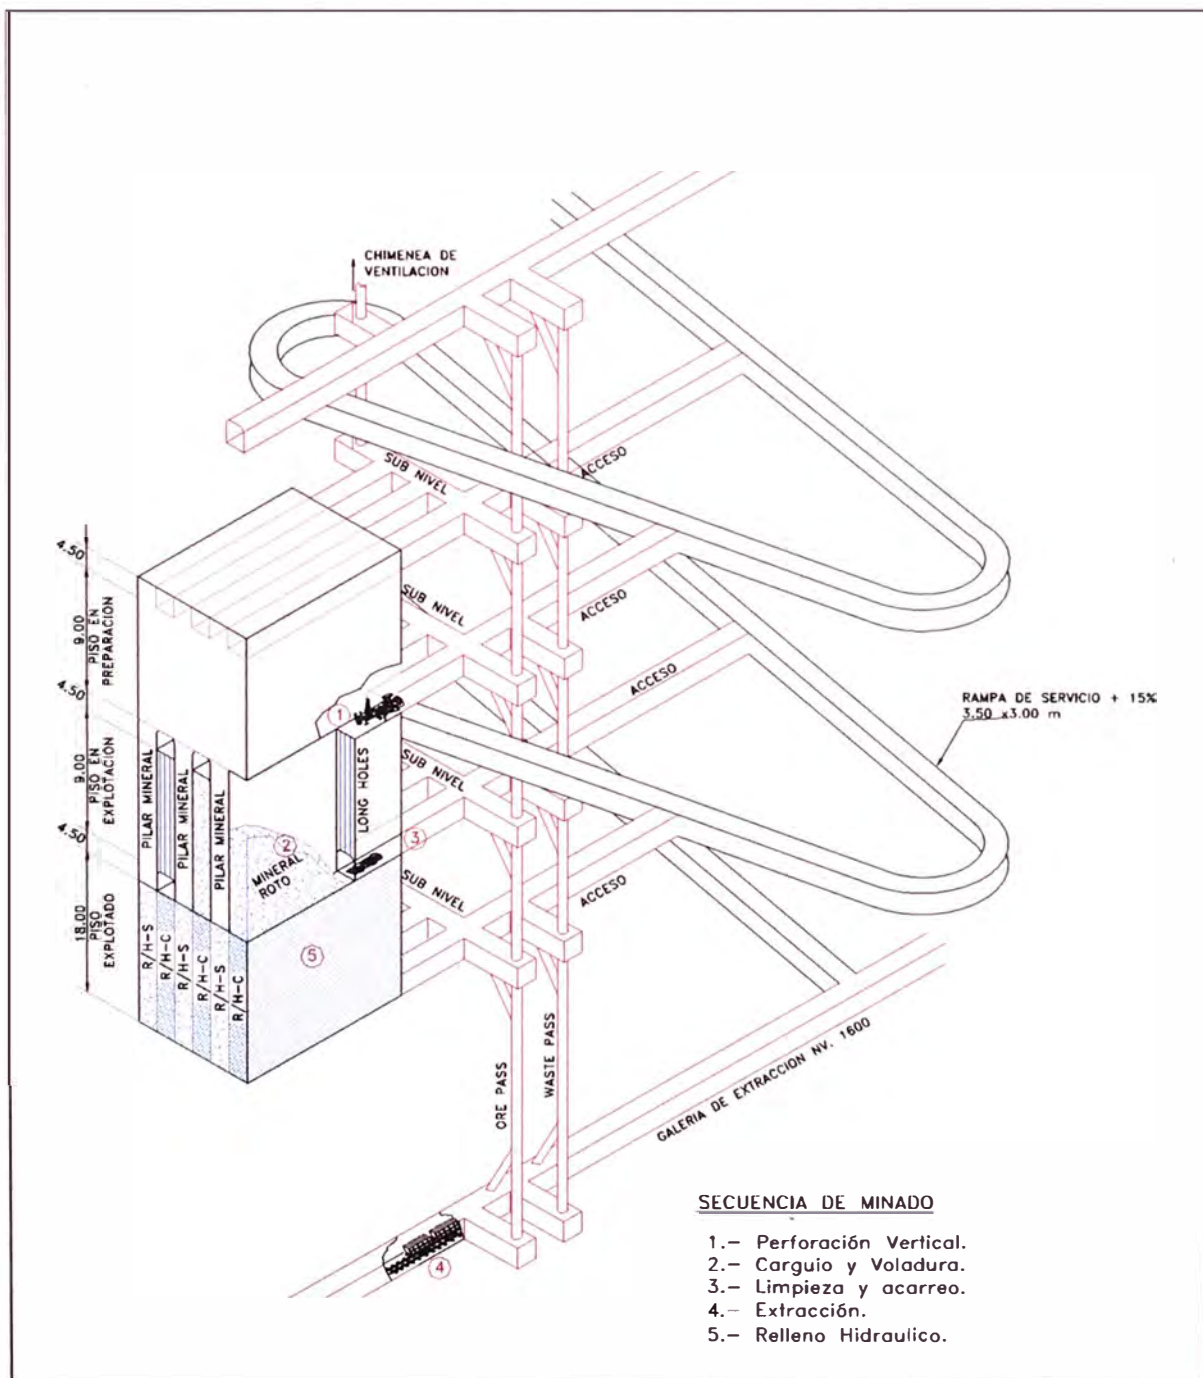 CHIMENEA DE
VENTILACION
SUB NIVEL
ACCESO
SUB NIVEL
ACCESO
ACCESO
SUB NIVEL
SUB NIVEL
ACCESO
RAMPA DE SERVICIO + 15%
3.50 x3.00 m
4.50
9.00
PISO EN
PREPARACION
4.50
9.00
PISO EN
EXPLOTACION
4.50
18.00
PISO
EXPLOTADO
PILAR MINERAL
PILAR MINERAL
PILAR MINERAL
1
LONG HOLES
3
2
MINERAL
ROTO
5
R/H-S
R/H-C
R/H-S
R/H-C
R/H-S
R/H-C
ORE PASS
WASTE PASS
GALERIA DE EXTRACCION NV. 1600
4
SECUENCIA DE MINADO
1.- Perforación Vertical.
2.- Carguio y Voladura.
3.- Limpieza y acarreo.
4.- Extracción.
5.- Relleno Hidraulico.